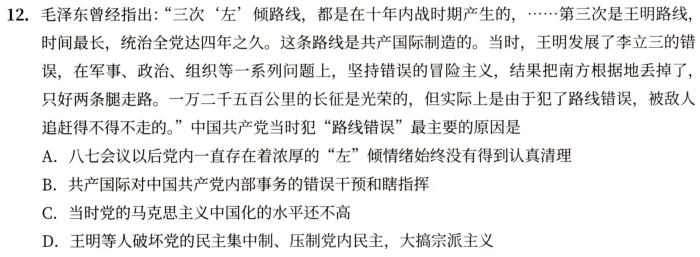 12. 毛泽东曾经指出：“三次‘左’倾路线，都是在十年内战时期产生的，……第三次是王明路线，
时间最长，统治全党达四年之久。这条路线是共产国际制造的。当时，王明发展了李立三的错
误，在军事、政治、组织等一系列问题上，坚持错误的冒险主义，结果把南方根据地丢掉了，
只好两条腿走路。一万二千五百公里的长征是光荣的，但实际上是由于犯了路线错误，被敌人
追赶得不得不走的。”中国共产党当时犯“路线错误”最主要的原因是
A. 八七会议以后党内一直存在着浓厚的“左”倾情绪始终没有得到认真清理
B. 共产国际对中国共产党内部事务的错误干预和瞎指挥
C. 当时党的马克思主义中国化的水平还不高
D. 王明等人破坏党的民主集中制、压制党内民主，大搞宗派主义